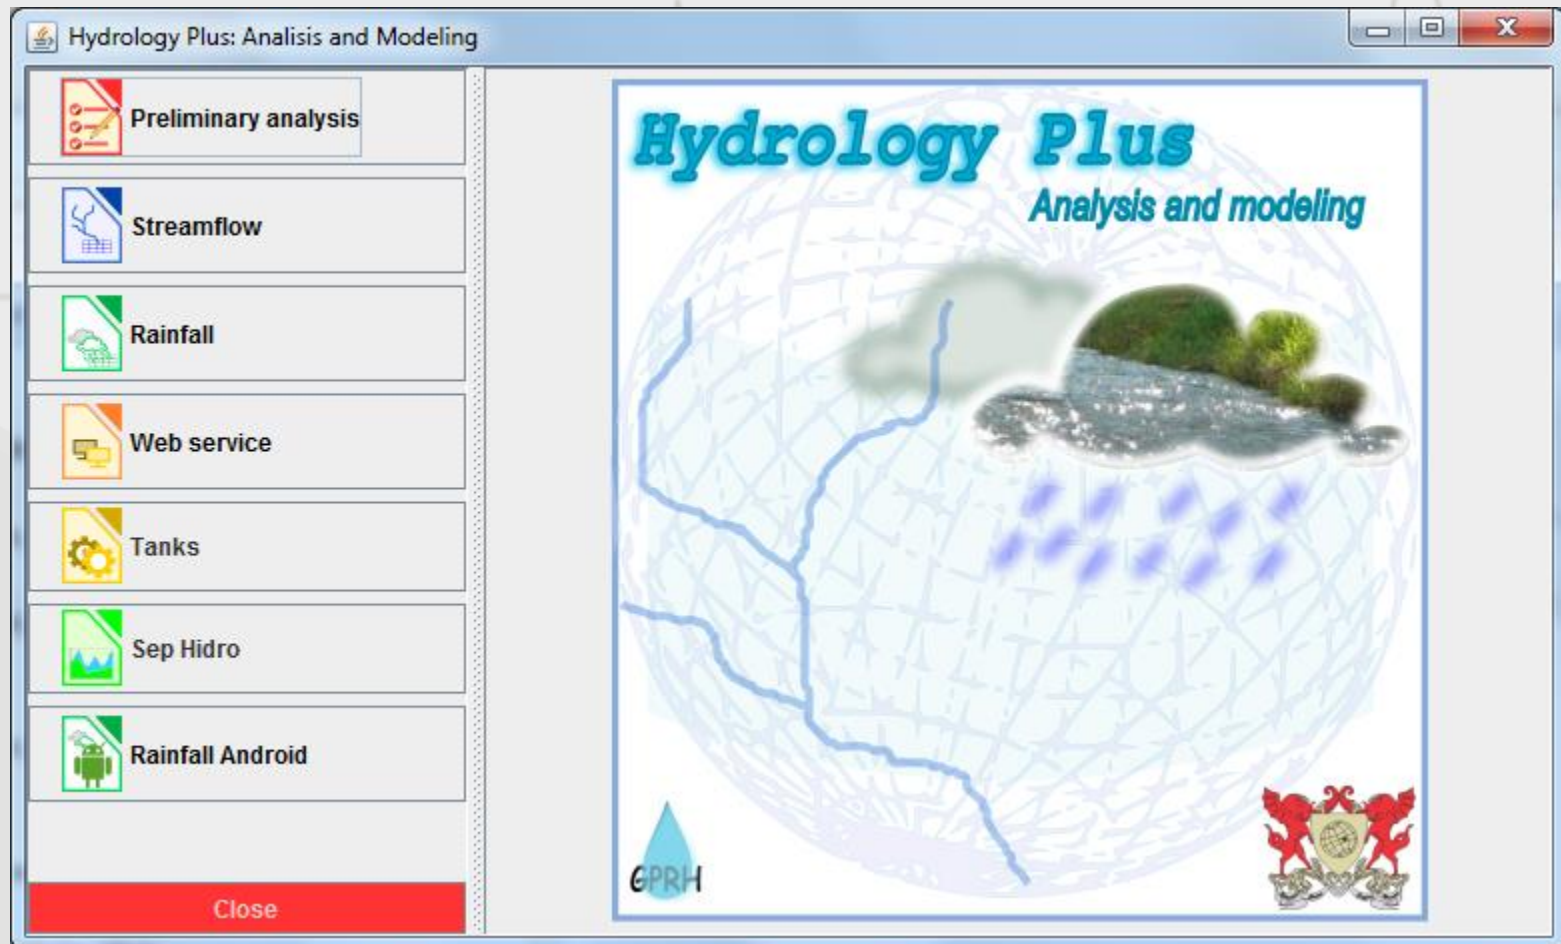 Hydrology Plus: Analisis and Modeling
Preliminary analysis
Streamflow
Rainfall
Web service
Tanks
Sep Hidro
Rainfall Android
Close
Hydrology Plus
Analysis and modeling
GPRH